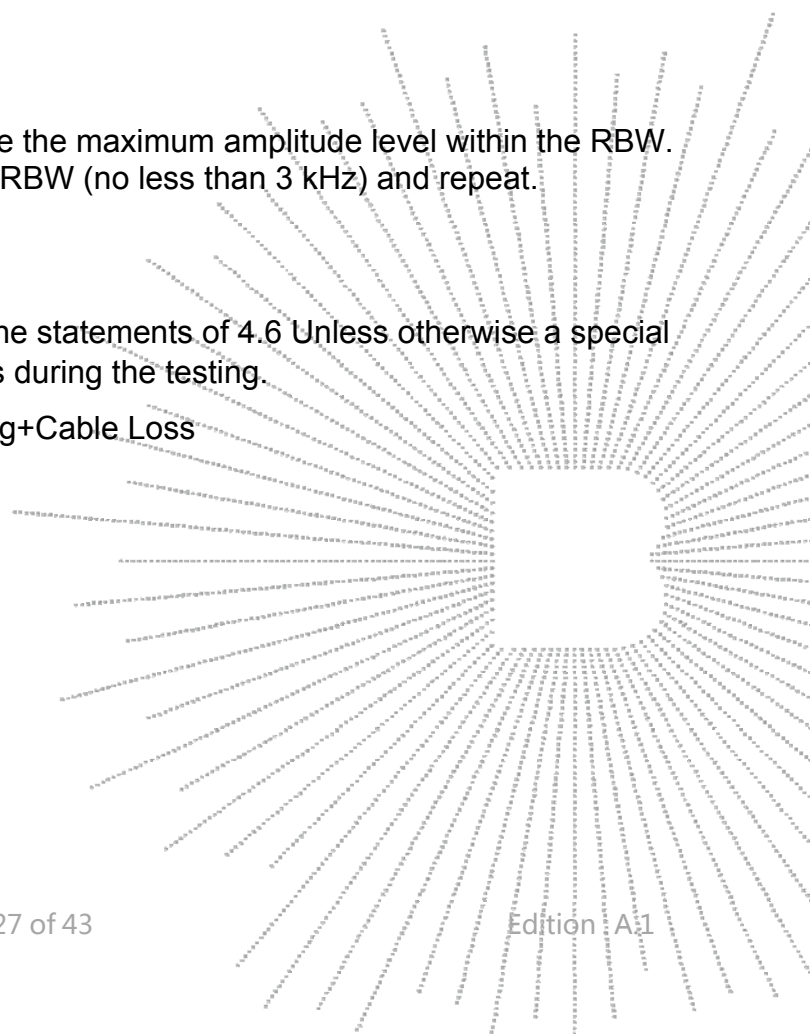 e the maximum amplitude level within the RBW.
RBW (no less than 3 kHz) and repeat.
he statements of 4.6 Unless otherwise a special
s during the testing.
g+Cable Loss
27 of 43 Edition : A.1